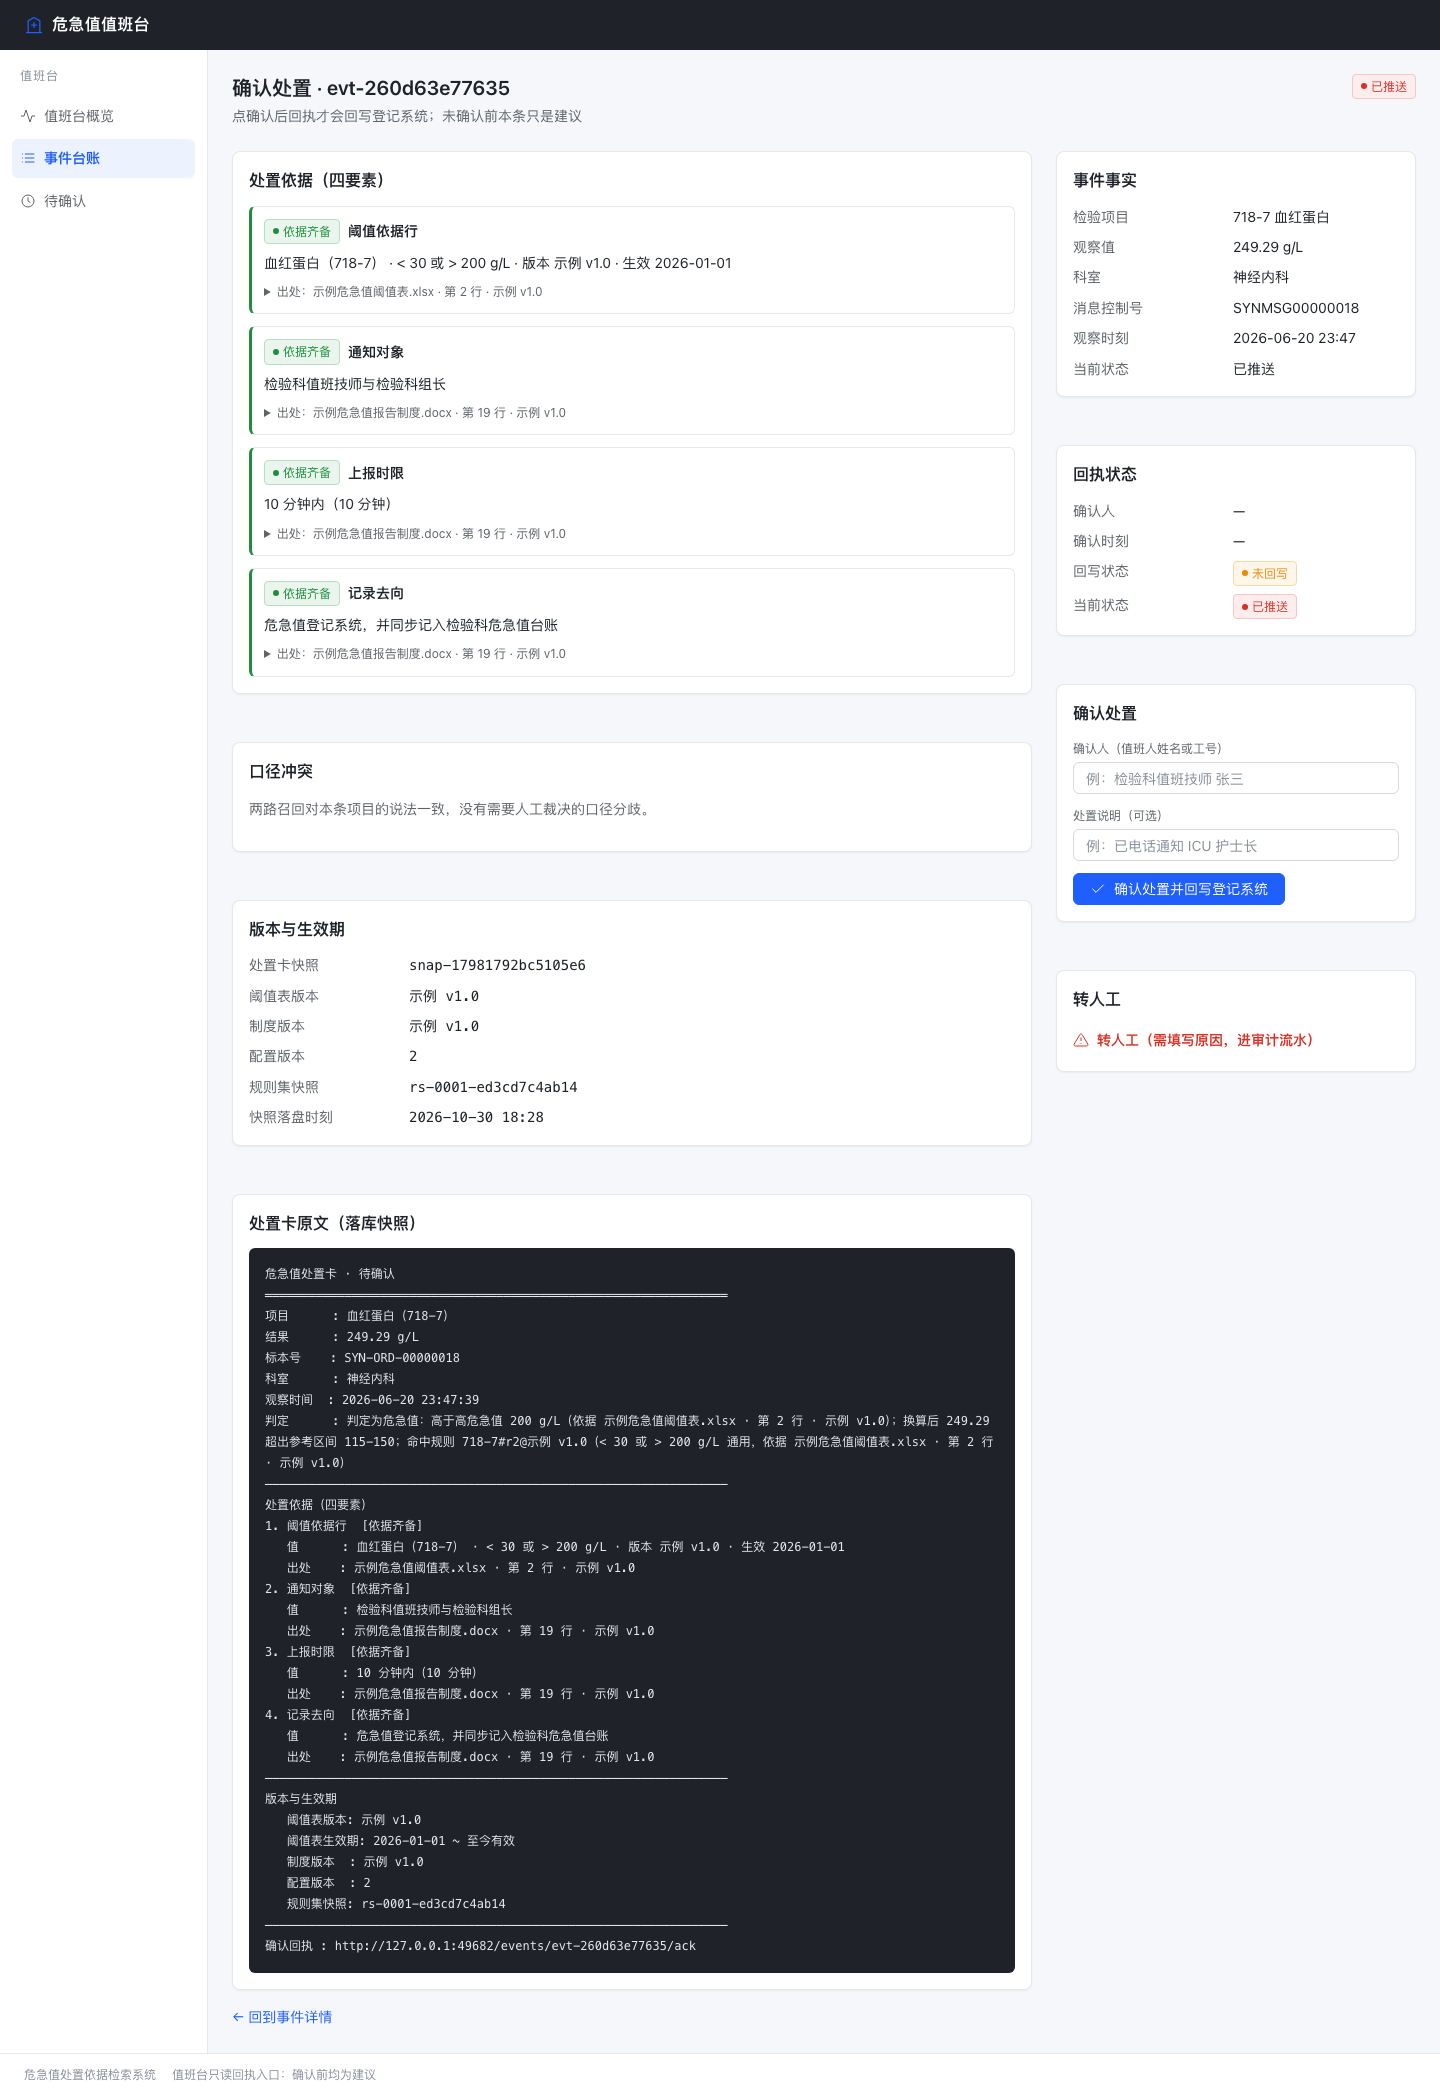 危急值值班台
值班台
值班台概览
事件台账
待确认
确认处置 · evt-260d63e77635
点确认后回执才会回写登记系统；未确认前本条只是建议
已推送
处置依据（四要素）
依据齐备 阈值依据行
血红蛋白（718-7） · < 30 或 > 200 g/L · 版本 示例 v1.0 · 生效 2026-01-01
出处：示例危急值阈值表.xlsx · 第 2 行 · 示例 v1.0
依据齐备 通知对象
检验科值班技师与检验科组长
出处：示例危急值报告制度.docx · 第 19 行 · 示例 v1.0
依据齐备 上报时限
10 分钟内（10 分钟）
出处：示例危急值报告制度.docx · 第 19 行 · 示例 v1.0
依据齐备 记录去向
危急值登记系统，并同步记入检验科危急值台账
出处：示例危急值报告制度.docx · 第 19 行 · 示例 v1.0
口径冲突
两路召回对本条项目的说法一致，没有需要人工裁决的口径分歧。
版本与生效期
处置卡快照 snap-17981792bc5105e6
阈值表版本 示例 v1.0
制度版本 示例 v1.0
配置版本 2
规则集快照 rs-0001-ed3cd7c4ab14
快照落盘时刻 2026-10-30 18:28
处置卡原文（落库快照）
危急值处置卡 · 待确认
项目 : 血红蛋白（718-7）
结果 : 249.29 g/L
标本号 : SYN-ORD-00000018
科室 : 神经内科
观察时间 : 2026-06-20 23:47:39
判定 : 判定为危急值：高于高危急值 200 g/L（依据 示例危急值阈值表.xlsx · 第 2 行 · 示例 v1.0）；换算后 249.29
超出参考区间 115-150；命中规则 718-7#r2@示例 v1.0（< 30 或 > 200 g/L 通用，依据 示例危急值阈值表.xlsx · 第 2 行
· 示例 v1.0）
处置依据（四要素）
1. 阈值依据行 [依据齐备]
值 : 血红蛋白（718-7） · < 30 或 > 200 g/L · 版本 示例 v1.0 · 生效 2026-01-01
出处 : 示例危急值阈值表.xlsx · 第 2 行 · 示例 v1.0
2. 通知对象 [依据齐备]
值 : 检验科值班技师与检验科组长
出处 : 示例危急值报告制度.docx · 第 19 行 · 示例 v1.0
3. 上报时限 [依据齐备]
值 : 10 分钟内（10 分钟）
出处 : 示例危急值报告制度.docx · 第 19 行 · 示例 v1.0
4. 记录去向 [依据齐备]
值 : 危急值登记系统，并同步记入检验科危急值台账
出处 : 示例危急值报告制度.docx · 第 19 行 · 示例 v1.0
版本与生效期
阈值表版本: 示例 v1.0
阈值表生效期: 2026-01-01 ~ 至今有效
制度版本 : 示例 v1.0
配置版本 : 2
规则集快照: rs-0001-ed3cd7c4ab14
确认回执 : http://127.0.0.1:49682/events/evt-260d63e77635/ack
← 回到事件详情
事件事实
检验项目 718-7 血红蛋白
观察值 249.29 g/L
科室 神经内科
消息控制号 SYNMSG00000018
观察时刻 2026-06-20 23:47
当前状态 已推送
回执状态
确认人 —
确认时刻 —
回写状态 未回写
当前状态 已推送
确认处置
确认人（值班人姓名或工号）
例：检验科值班技师 张三
处置说明（可选）
例：已电话通知 ICU 护士长
确认处置并回写登记系统
转人工
转人工（需填写原因，进审计流水）
危急值处置依据检索系统 值班台只读回执入口：确认前均为建议